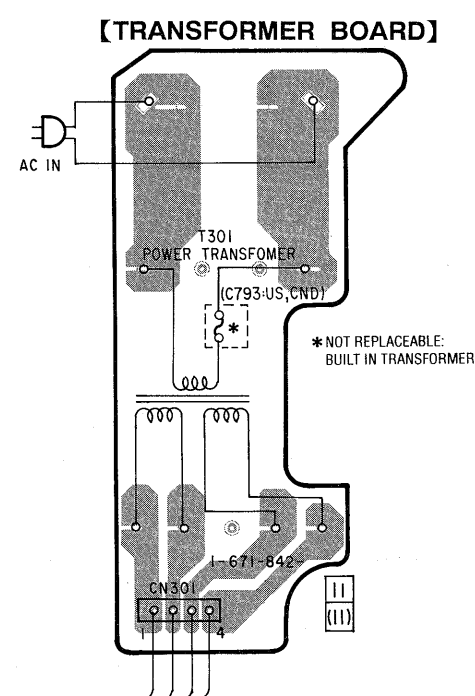 【TRANSFORMER BOARD】
AC IN
T301
POWER TRANSFOMER
(C793:US,CND)
*
* NOT REPLACEABLE:
BUILT IN TRANSFORMER
1-671-842-
CN301
1
4
11
(11)